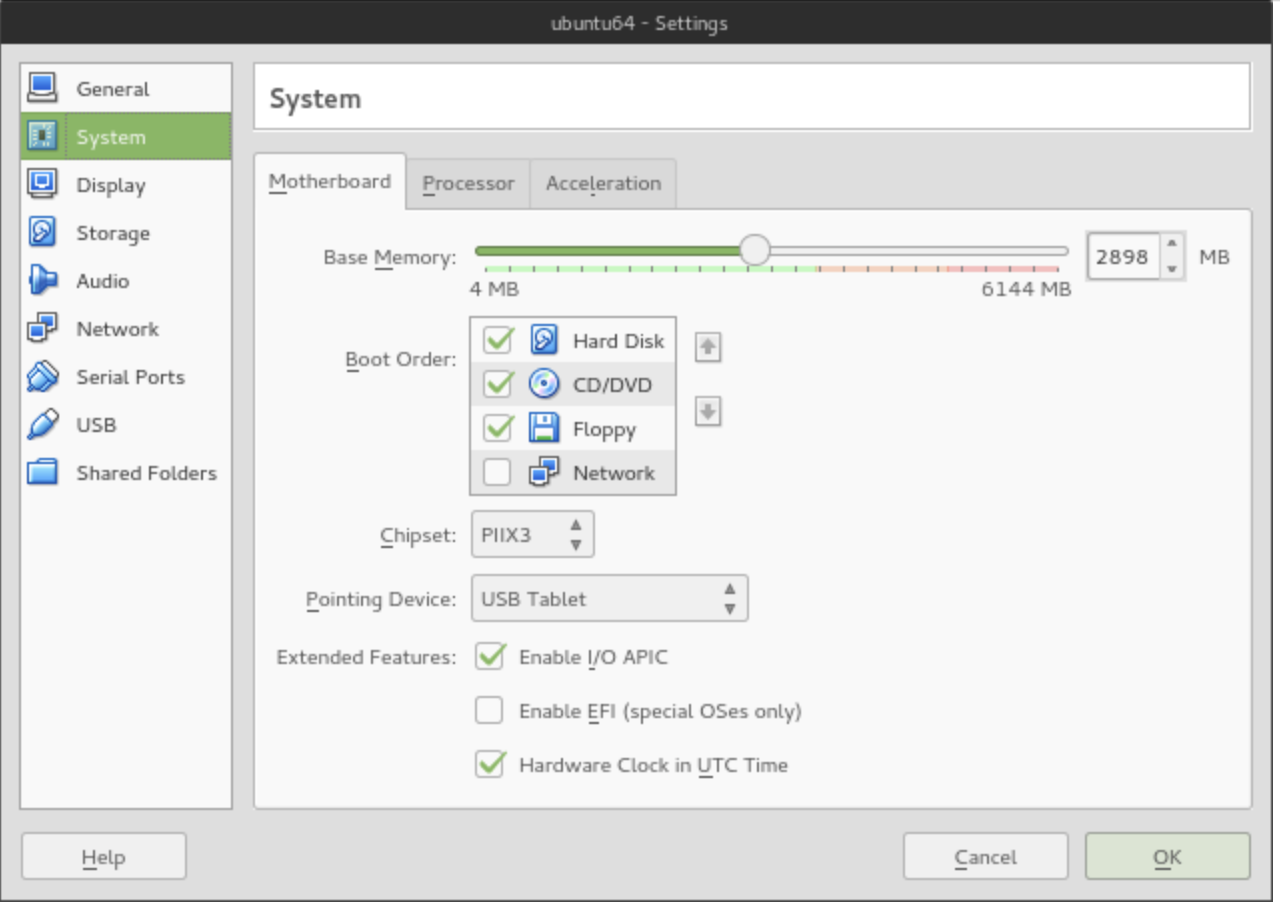 ubuntu64 - Settings
General
System
Display
Storage
Audio
Network
Serial Ports
USB
Shared Folders
System
Motherboard Processor Acceleration
Base Memory: 2898 MB
4 MB 6144 MB
Boot Order:
Hard Disk
CD/DVD
Floppy
Network
Chipset: PIIX3
Pointing Device: USB Tablet
Extended Features: Enable I/O APIC
Enable EFI (special OSes only)
Hardware Clock in UTC Time
Help Cancel OK